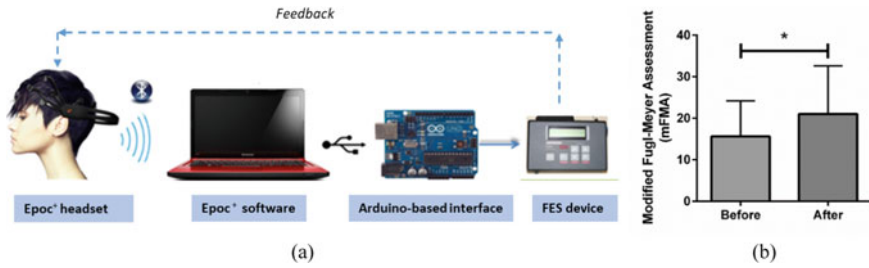 Feedback
Epoc+ headset
Epoc+ software
Arduino-based interface
FES device
(a)
Modified Fugl-Meyer Assessment
(mFMA)
40
30
20
10
0
*
Before
After
(b)